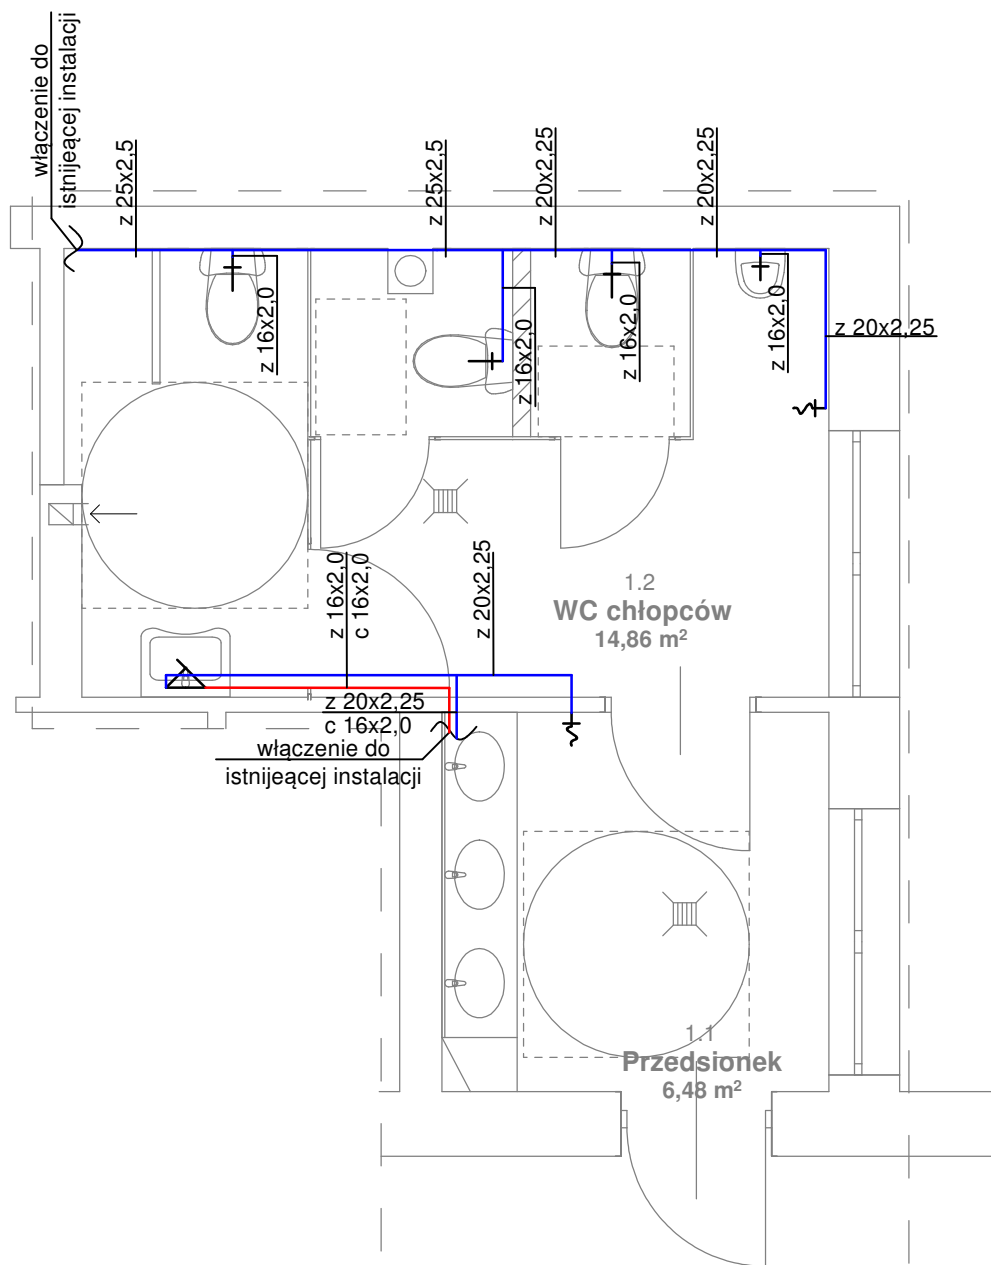 włączenie do
istnijeącej instalacji
z 25x2,5
z 25x2,5
z 20x2,25
z 20x2,25
z 16x2,0
z 16x2,0
z 16x2,0
z 16x2,0
z 20x2,25
z 16x2,0
c 16x2,0
z 20x2,25
1.2
WC chłopców
14,86 m²
z 20x2,25
c 16x2,0
włączenie do
istnijeącej instalacji
1.1
Przedsionek
6,48 m²